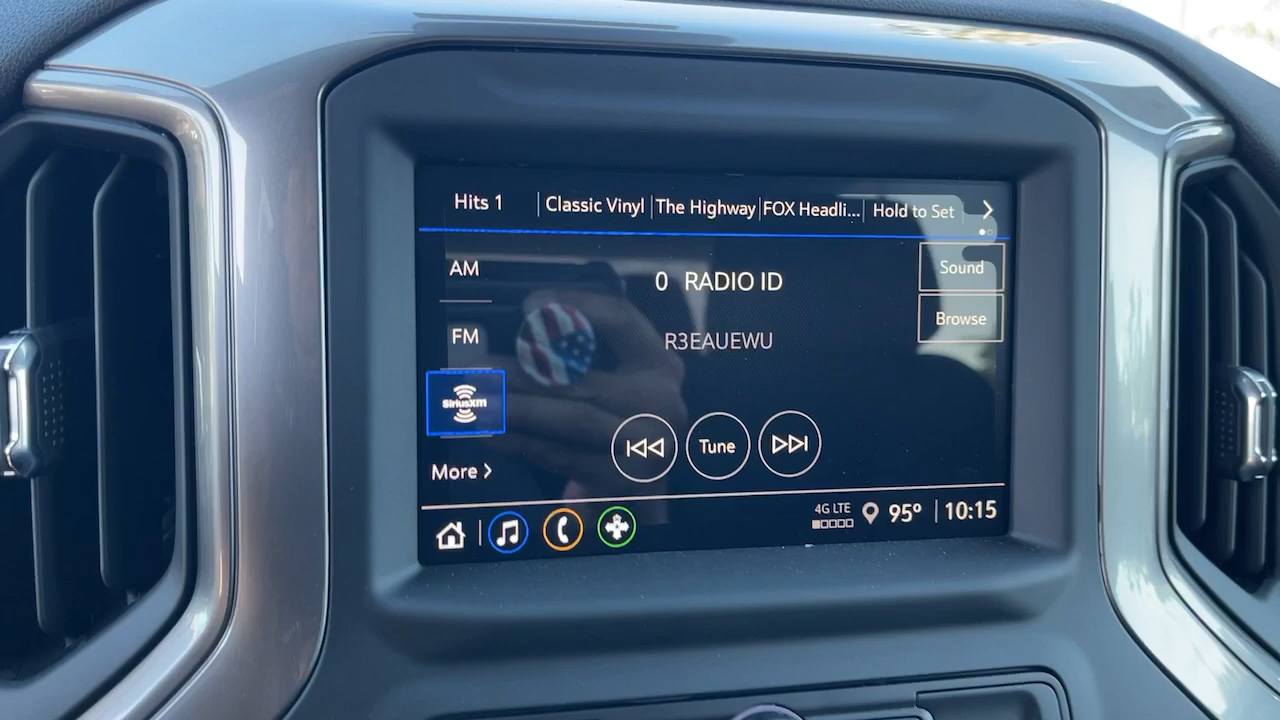 Hits 1
Classic Vinyl
The Highway
FOX Headli...
Hold to Set
AM
0 RADIO ID
Sound
FM
R3EAUEWU
Browse
SiriusXM
Tune
More
4G LTE
95°
10:15